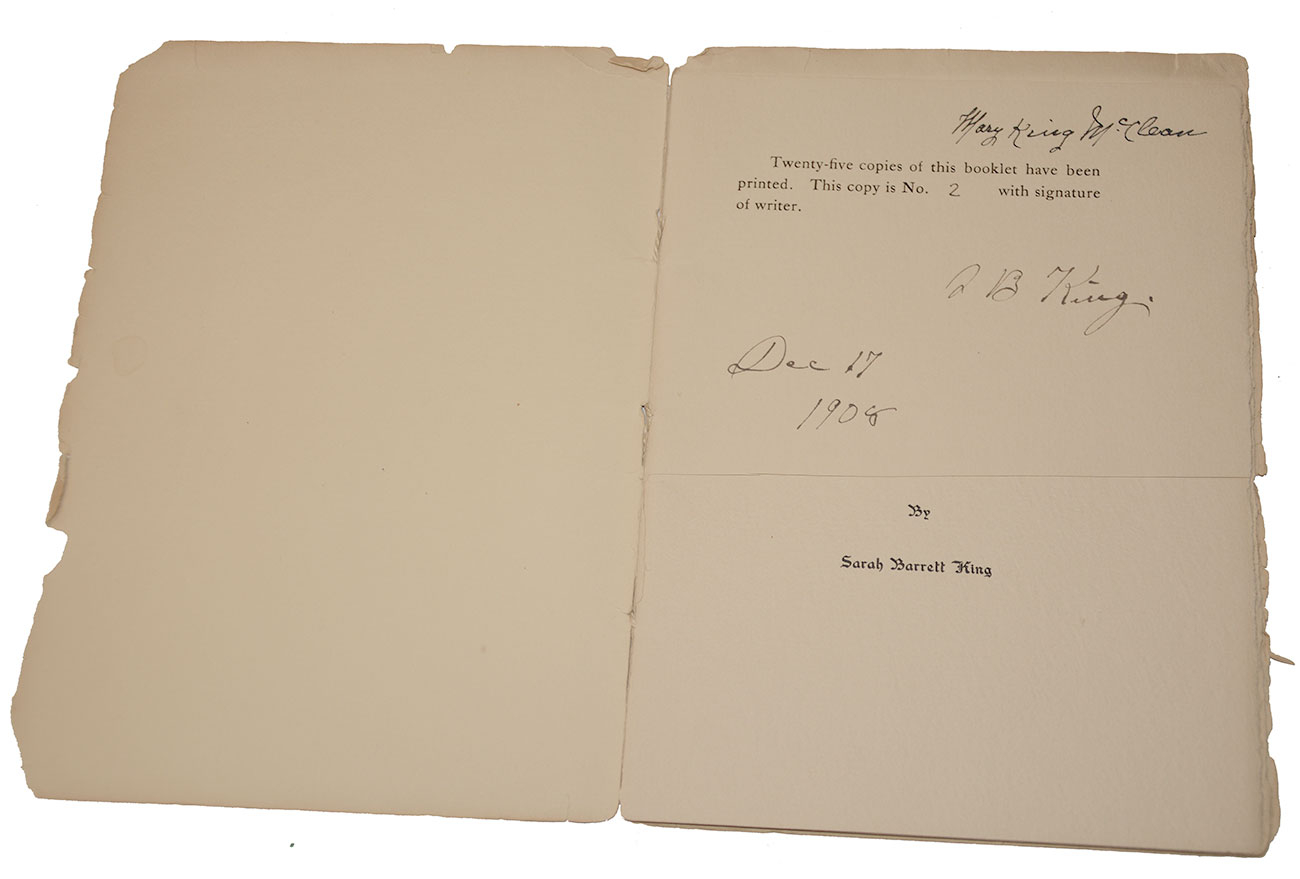 Mary King McClean
Twenty-five copies of this booklet have been
printed. This copy is No. 2 with signature
of writer.
S B King.
Dec 17
1908
By
Sarah Barrett King